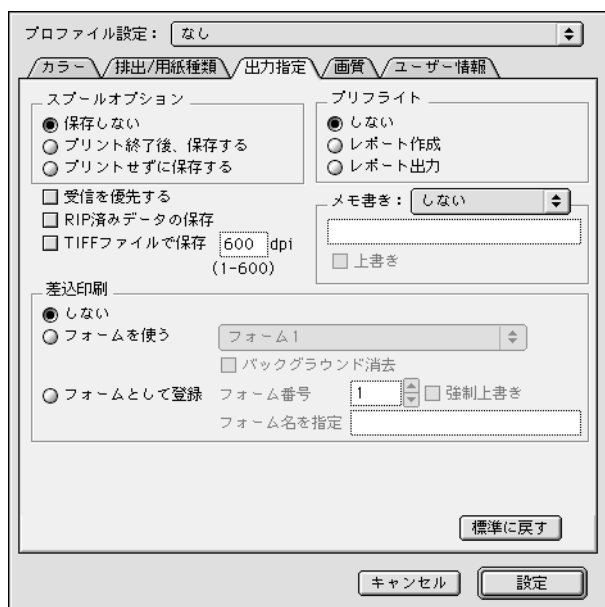 プロファイル設定： なし
カラー 排出/用紙種類 出力指定 画質 ユーザー情報
スプールオプション
保存しない
プリント終了後、保存する
プリントせずに保存する
プリフライト
しない
レポート作成
レポート出力
受信を優先する
RIP済みデータの保存
TIFFファイルで保存 600 dpi
(1-600)
メモ書き： しない
上書き
差込印刷
しない
フォームを使う フォーム1
バックグラウンド消去
フォームとして登録 フォーム番号 1 強制上書き
フォーム名を指定
標準に戻す
キャンセル 設定